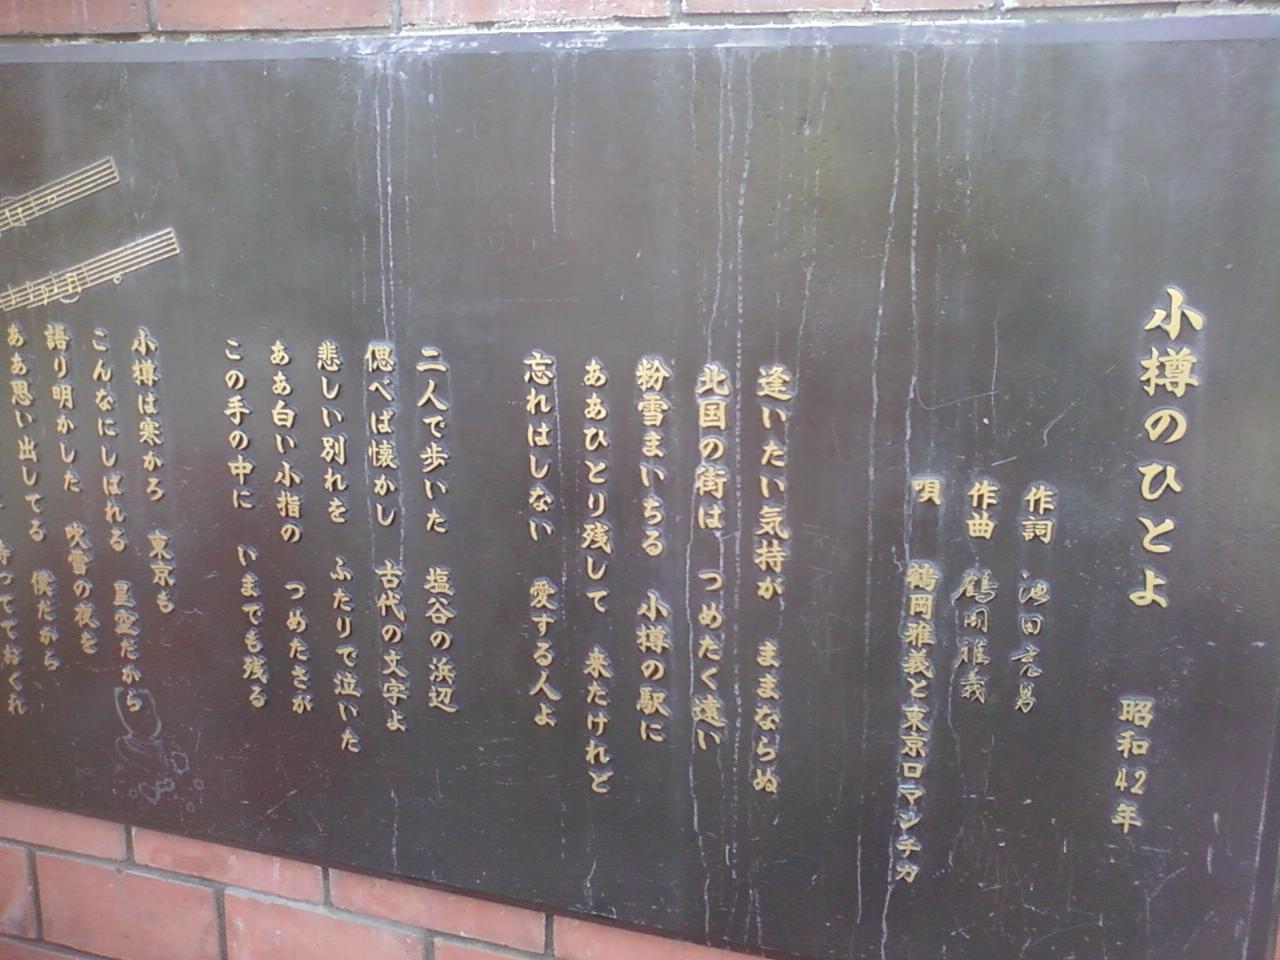 小樽のひとよ 昭和42年
作詞 池田充男
作曲 鶴岡雅義
唄 鶴岡雅義と東京ロマンチカ
逢いたい気持が ままならぬ
北国の街は つめたく遠い
粉雪まいちる 小樽の駅に
ああひとり残して 来たけれど
忘れはしない 愛する人よ
二人で歩いた 塩谷の浜辺
偲べば懐かし 古代の文字よ
悲しい別れを ふたりで泣いた
ああ白い小指の つめたさが
この手の中に いまでも残る
小樽は寒かろ 東京も
こんなにしばれる 星空だから
語り明かした 吹雪の夜を
ああ思い出してる 僕だから
待っておくれ